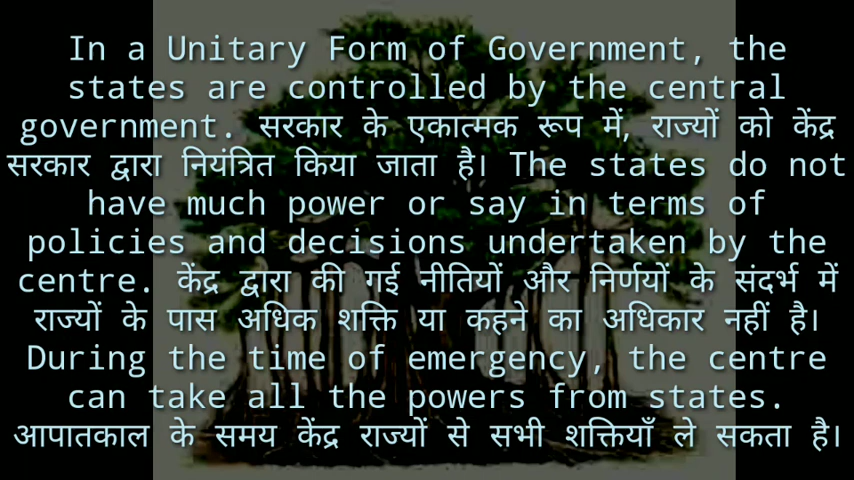 In a Unitary Form of Government, the
states are controlled by the central
government. सरकार के एकात्मक रूप में, राज्यों को केंद्र
सरकार द्वारा नियंत्रित किया जाता है। The states do not
have much power or say in terms of
policies and decisions undertaken by the
centre. केंद्र द्वारा की गई नीतियों और निर्णयों के संदर्भ में
राज्यों के पास अधिक शक्ति या कहने का अधिकार नहीं है।
During the time of emergency, the centre
can take all the powers from states.
आपातकाल के समय केंद्र राज्यों से सभी शक्तियाँ ले सकता है।